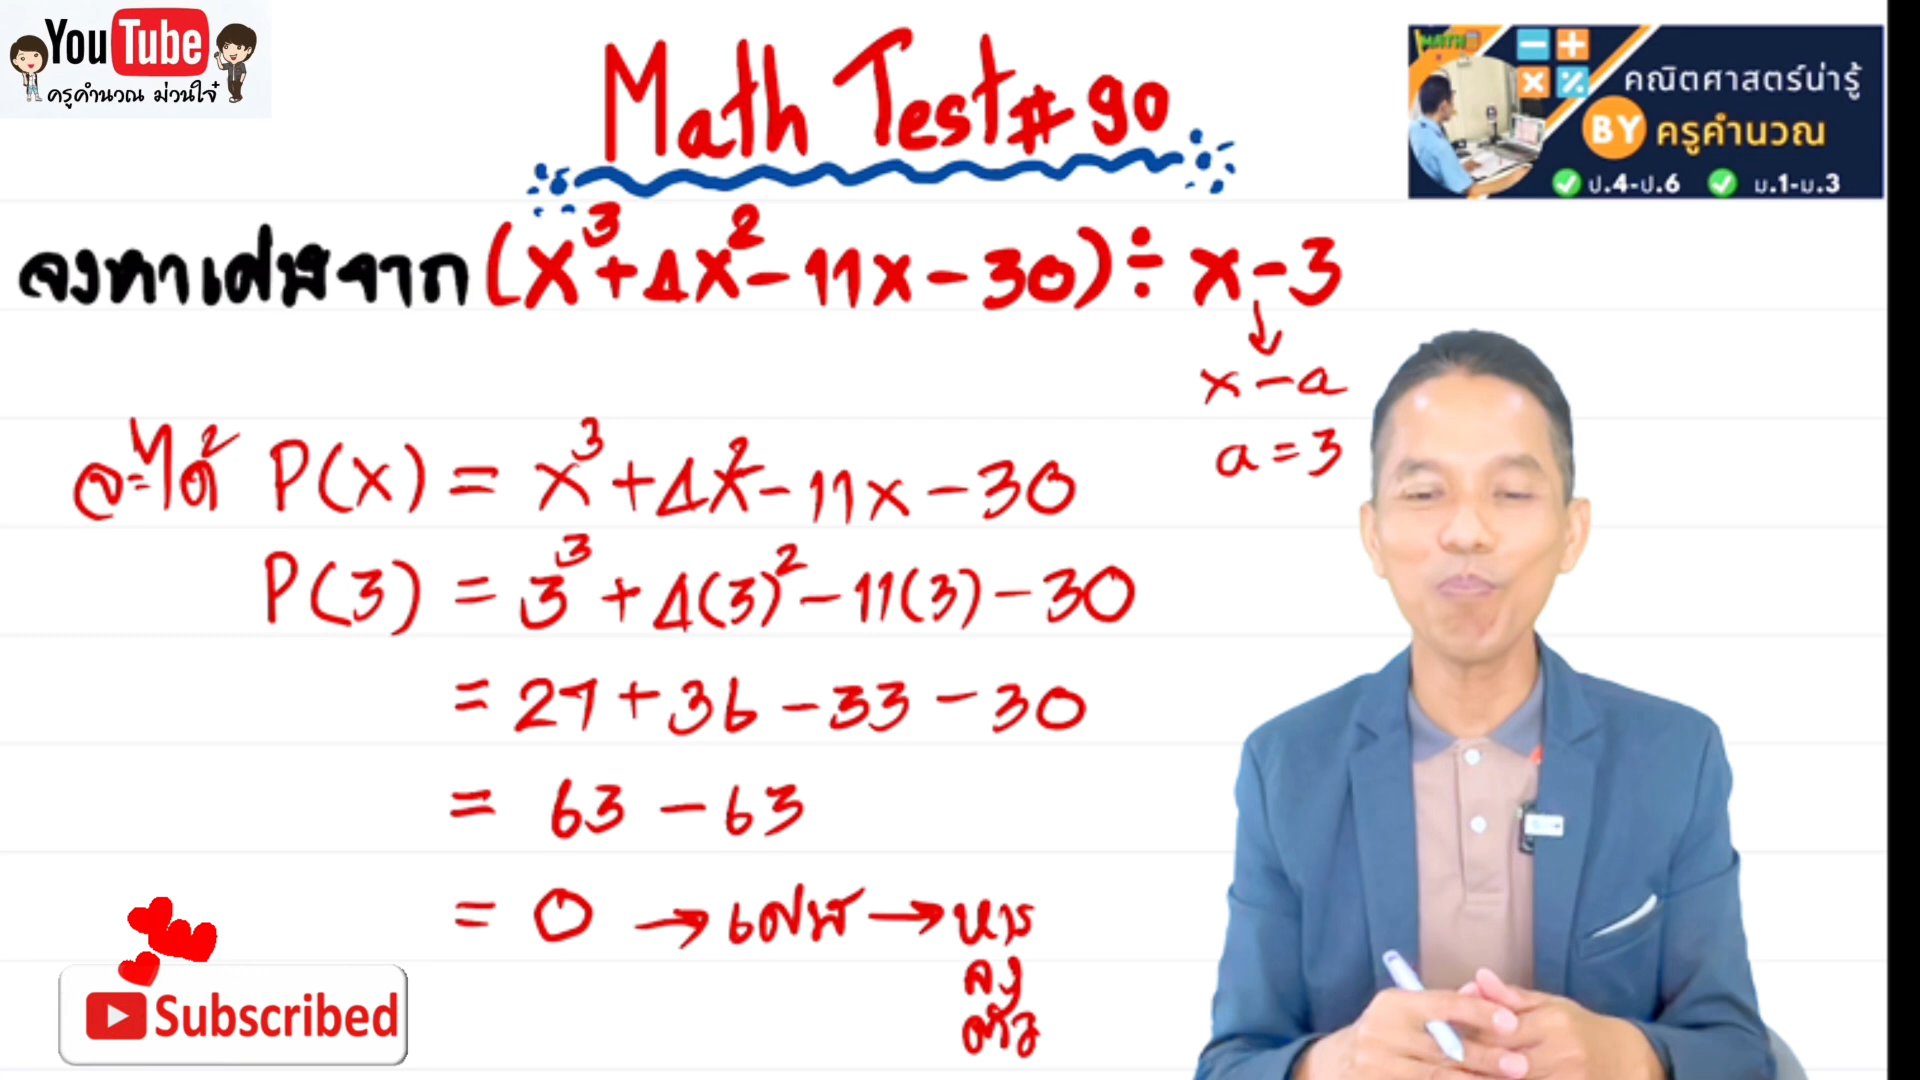 YouTube
ครูคำนวณ ม่วนใจ๋
Math Test#90
MATH
คณิตศาสตร์น่ารู้
BY ครูคำนวณ
ป.4-ป.6 ม.1-ม.3
จงหาเศษจาก (x³+4x²-11x-30) ÷ x-3
x-a
a=3
จะได้ P(x) = x³+4x²-11x-30
P(3) = 3³+4(3)²-11(3)-30
= 27+36-33-30
= 63-63
= 0 → เศษ → หาร
ลง
ตัว
Subscribed